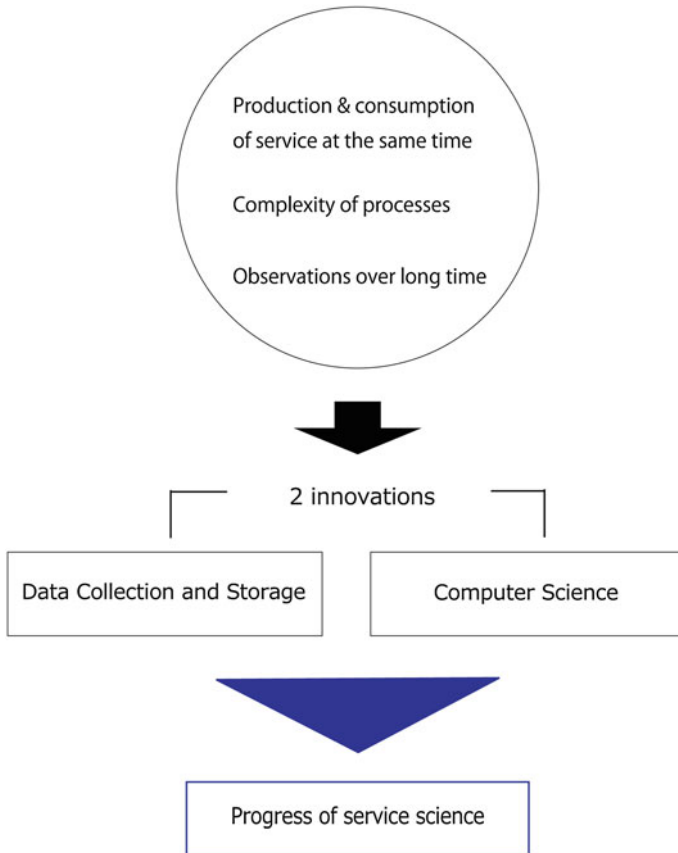 Production & consumption
of service at the same time
Complexity of processes
Observations over long time
2 innovations
Data Collection and Storage
Computer Science
Progress of service science